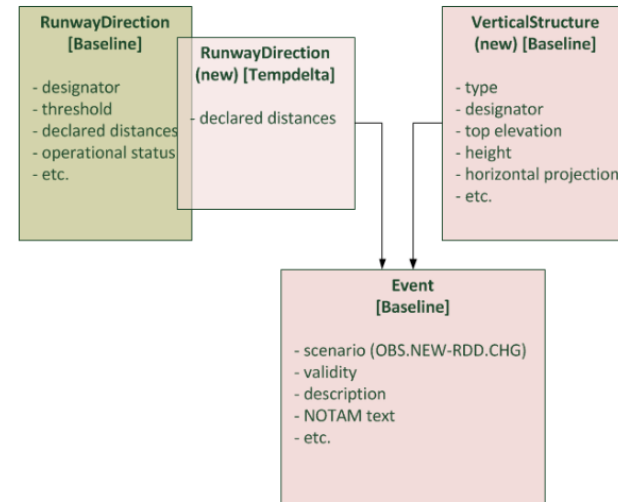 RunwayDirection
[Baseline]
- designator
- threshold
- declared distances
- operational status
- etc.
RunwayDirection
(new) [Tempdelta]
- declared distances
VerticalStructure
(new) [Baseline]
- type
- designator
- top elevation
- height
- horizontal projection
- etc.
Event
[Baseline]
- scenario (OBS.NEW-RDD.CHG)
- validity
- description
- NOTAM text
- etc.